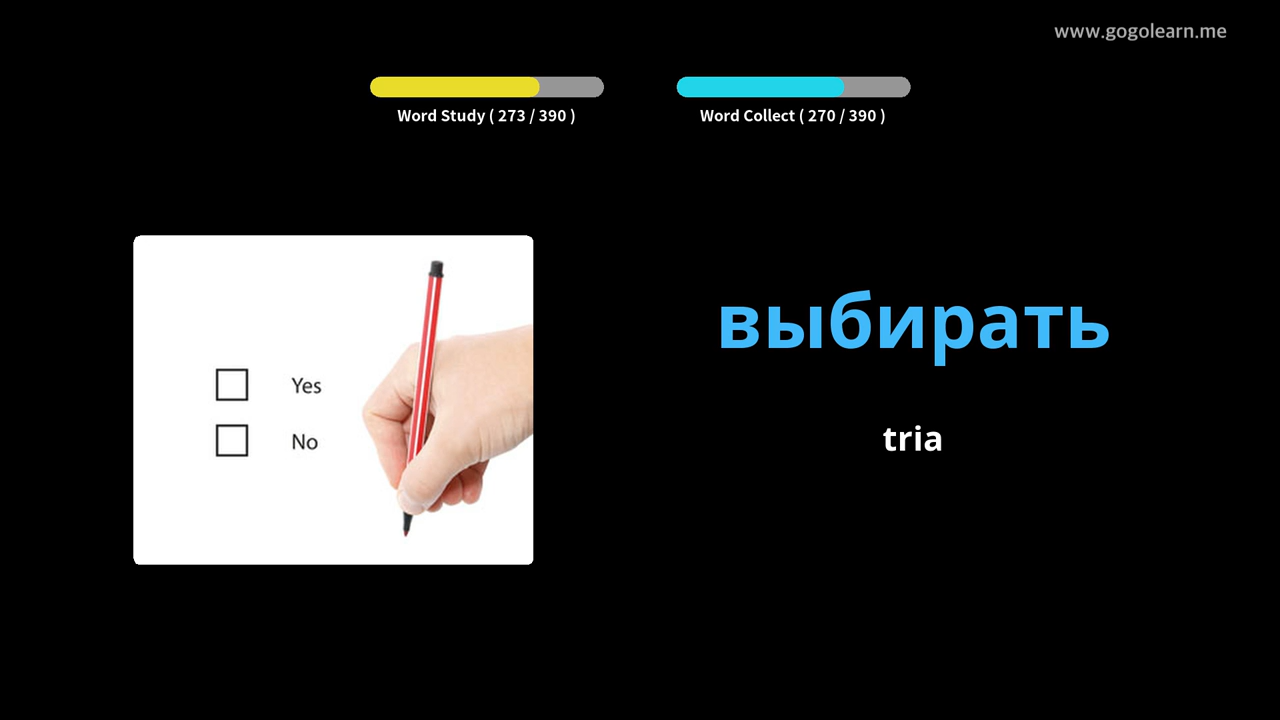 www.gogolearn.me
Word Study ( 273 / 390 )
Word Collect ( 270 / 390 )
Yes
No
выбирать
tria